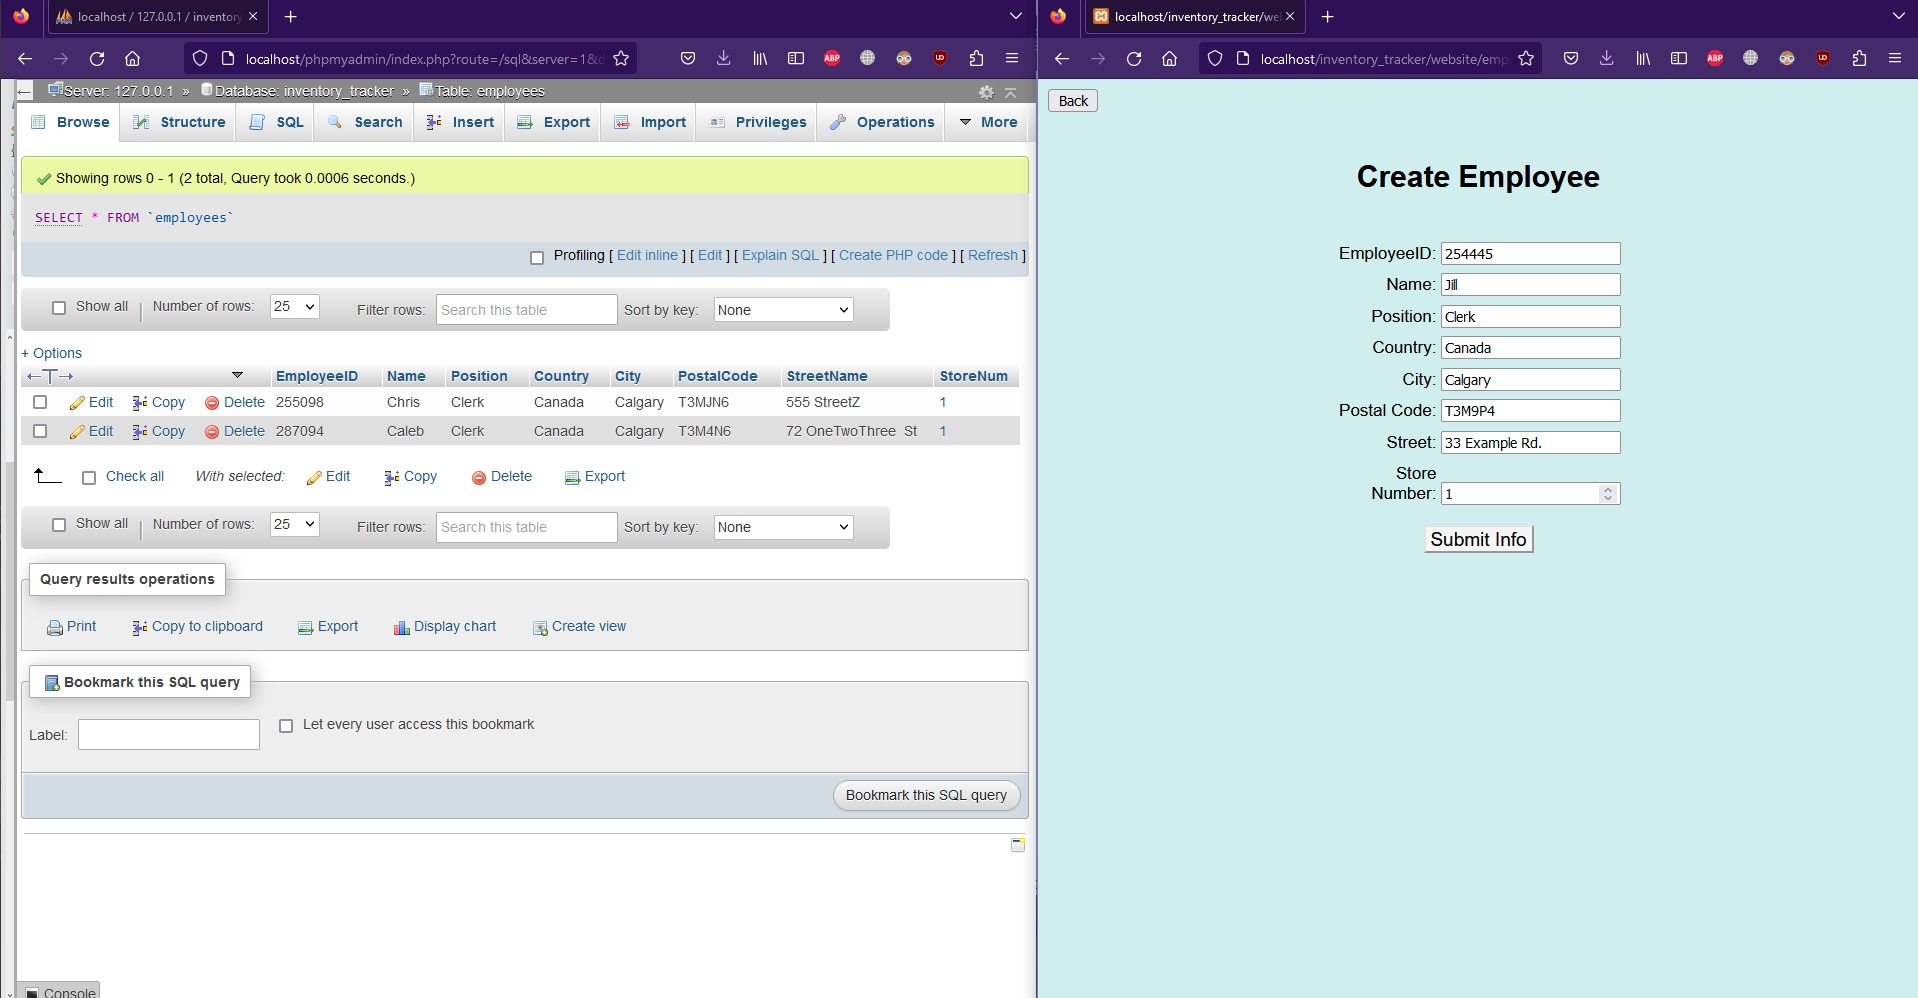 localhost / 127.0.0.1 / inventory
localhost/phpmyadmin/index.php?route=/sql&server=1&
Server: 127.0.0.1 » Database: inventory_tracker » Table: employees
Browse Structure SQL Search Insert Export Import Privileges Operations More
Showing rows 0 - 1 (2 total, Query took 0.0006 seconds.)
SELECT * FROM `employees`
Profiling [ Edit inline ] [ Edit ] [ Explain SQL ] [ Create PHP code ] [ Refresh ]
Show all Number of rows: 25 Filter rows: Search this table Sort by key: None
+ Options
EmployeeID Name Position Country City PostalCode StreetName StoreNum
Edit Copy Delete 255098 Chris Clerk Canada Calgary T3MJN6 555 StreetZ 1
Edit Copy Delete 287094 Caleb Clerk Canada Calgary T3M4N6 72 OneTwoThree St 1
Check all With selected: Edit Copy Delete Export
Show all Number of rows: 25 Filter rows: Search this table Sort by key: None
Query results operations
Print Copy to clipboard Export Display chart Create view
Bookmark this SQL query
Label: Let every user access this bookmark
Bookmark this SQL query
Console
localhost/inventory_tracker/we
localhost/inventory_tracker/website/emp
ABP
ABP
Back
Create Employee
EmployeeID: 254445
Name: Jill
Position: Clerk
Country: Canada
City: Calgary
Postal Code: T3M9P4
Street: 33 Example Rd.
Store
Number: 1
Submit Info